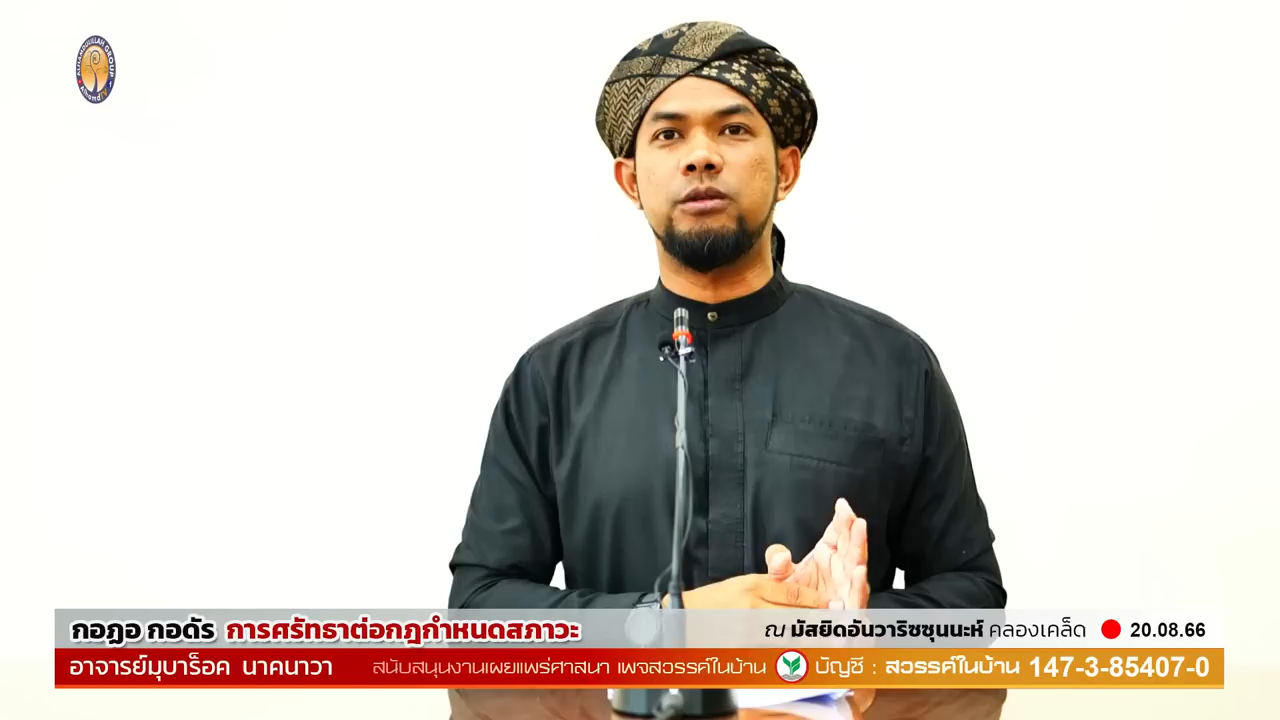 ALHAMDULILLAH GROUP
AlhamdTV
กอฎอ กอดัร การศรัทธาต่อกฎกำหนดสภาวะ
ณ มัสยิดอันวาริซซุนนะห์ คลองเคล็ด 20.08.66
อาจารย์มุบาร็อค นาคนาวา สนับสนุนงานเผยแพร่ศาสนา เพจสวรรค์ในบ้าน บัญชี : สวรรค์ในบ้าน 147-3-85407-0